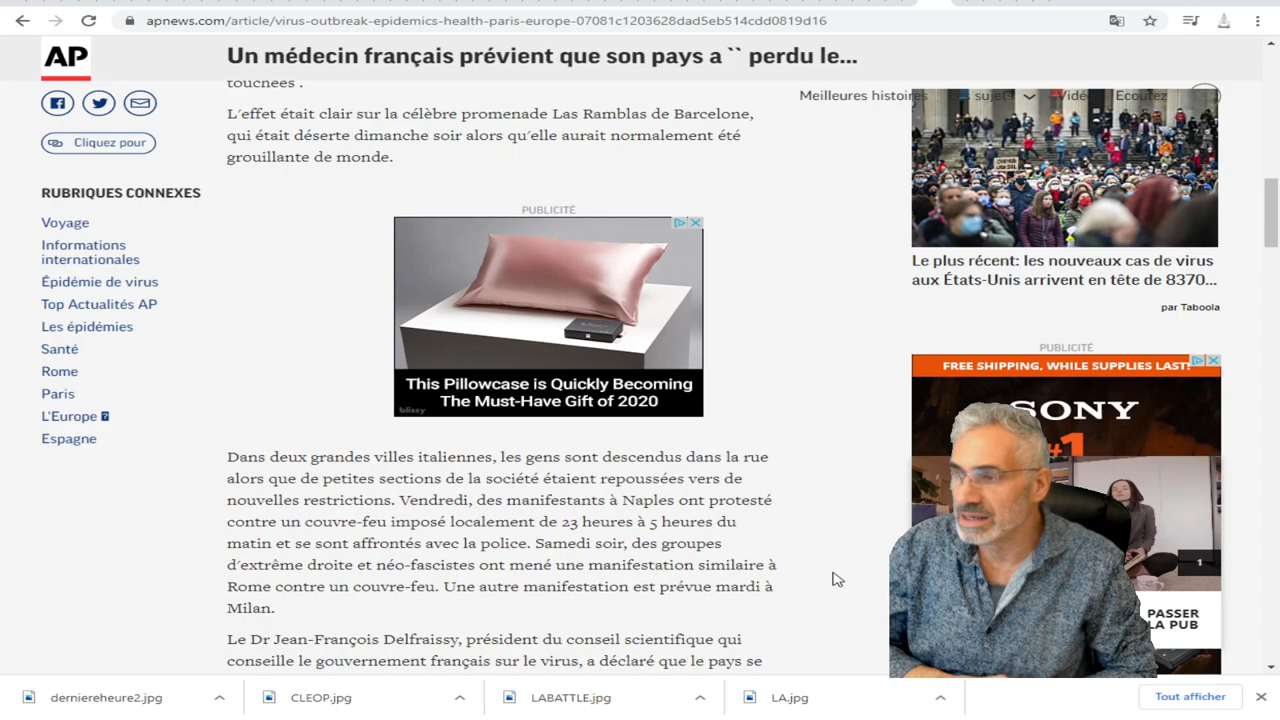 apnews.com/article/virus-outbreak-epidemics-health-paris-europe-07081c1203628dad5eb514cdd0819d16
AP
Un médecin français prévient que son pays a `` perdu le...
Meilleures histoires
sujet
Vidé
Ecoutez
Cliquez pour
RUBRIQUES CONNEXES
Voyage
Informations
internationales
Épidémie de virus
Top Actualités AP
Les épidémies
Santé
Rome
Paris
L'Europe
Espagne
touchées .
L'effet était clair sur la célèbre promenade Las Ramblas de Barcelone,
qui était déserte dimanche soir alors qu'elle aurait normalement été
grouillante de monde.
PUBLICITÉ
This Pillowcase is Quickly Becoming
The Must-Have Gift of 2020
blissy
Dans deux grandes villes italiennes, les gens sont descendus dans la rue
alors que de petites sections de la société étaient repoussées vers de
nouvelles restrictions. Vendredi, des manifestants à Naples ont protesté
contre un couvre-feu imposé localement de 23 heures à 5 heures du
matin et se sont affrontés avec la police. Samedi soir, des groupes
d'extrême droite et néo-fascistes ont mené une manifestation similaire à
Rome contre un couvre-feu. Une autre manifestation est prévue mardi à
Milan.
Le Dr Jean-François Delfraissy, président du conseil scientifique qui
conseille le gouvernement français sur le virus, a déclaré que le pays se
Le plus récent: les nouveaux cas de virus
aux États-Unis arrivent en tête de 8370...
par Taboola
PUBLICITÉ
FREE SHIPPING, WHILE SUPPLIES LAST!
SONY
#1
1
PASSER
LA PUB
derniereheure2.jpg
CLEOP.jpg
LABATTLE.jpg
LA.jpg
Tout afficher